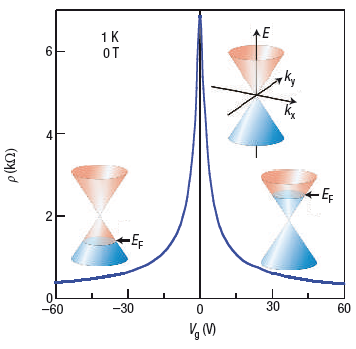 1 K
0 T
E
k_y
k_x
6
4
2
0
ρ (kΩ)
E_F
E_F
–60
–30
0
30
60
V_g (V)